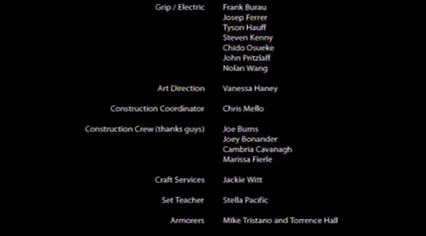 Grip / Electric Frank Burau
Josep Ferrer
Tyson Hauff
Steven Kenny
Chido Osueke
John Pritzlaff
Nolan Wang
Art Direction Vanessa Haney
Construction Coordinator Chris Mello
Construction Crew (thanks guys) Joe Burns
Joey Bonander
Cambria Cavanagh
Marissa Fierle
Craft Services Jackie Witt
Set Teacher Stella Pacific
Armorers Mike Tristano and Torrence Hall